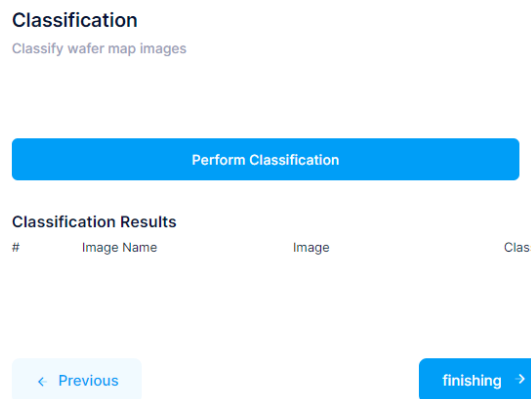 Classification
Classify wafer map images
Perform Classification
Classification Results
# Image Name Image Clas
Previous finishing